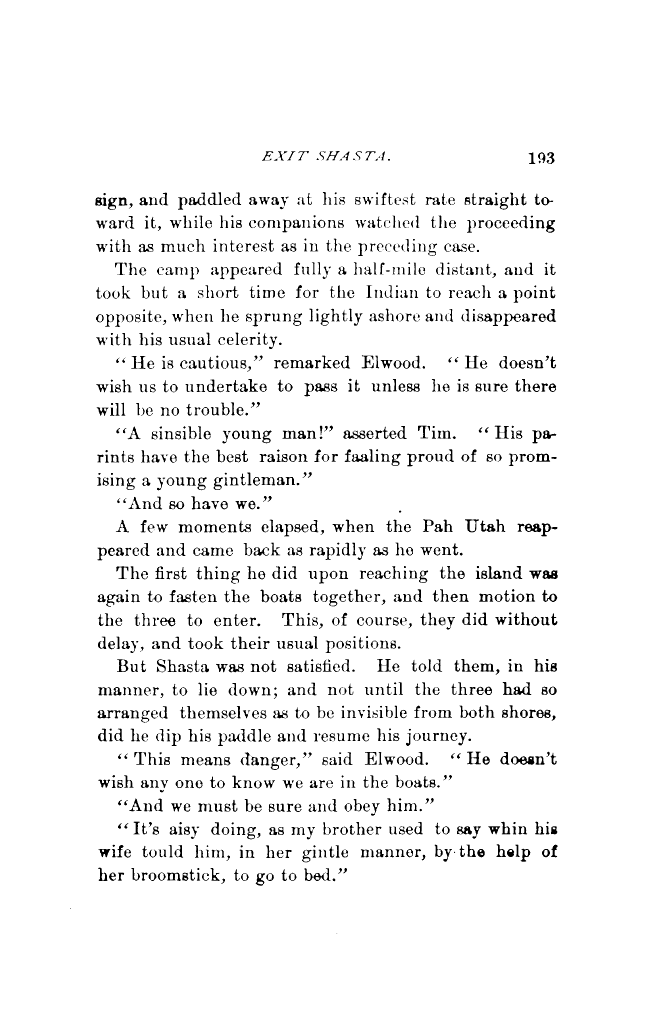 EXIT SHASTA. 193
sign, and paddled away at his swiftest rate straight to-
ward it, while his companions watched the proceeding
with as much interest as in the preceding case.
The camp appeared fully a half-mile distant, and it
took but a short time for the Indian to reach a point
opposite, when he sprung lightly ashore and disappeared
with his usual celerity.
“He is cautious,” remarked Elwood. “He doesn’t
wish us to undertake to pass it unless he is sure there
will be no trouble.”
“A sinsible young man!” asserted Tim. “His pa-
rints have the best raison for faaling proud of so prom-
ising a young gintleman.”
“And so have we.”
A few moments elapsed, when the Pah Utah reap-
peared and came back as rapidly as he went.
The first thing he did upon reaching the island was
again to fasten the boats together, and then motion to
the three to enter. This, of course, they did without
delay, and took their usual positions.
But Shasta was not satisfied. He told them, in his
manner, to lie down; and not until the three had so
arranged themselves as to be invisible from both shores,
did he dip his paddle and resume his journey.
“This means danger,” said Elwood. “He doesn’t
wish any one to know we are in the boats.”
“And we must be sure and obey him.”
“It’s aisy doing, as my brother used to say whin his
wife tould him, in her gintle manner, by the help of
her broomstick, to go to bed.”